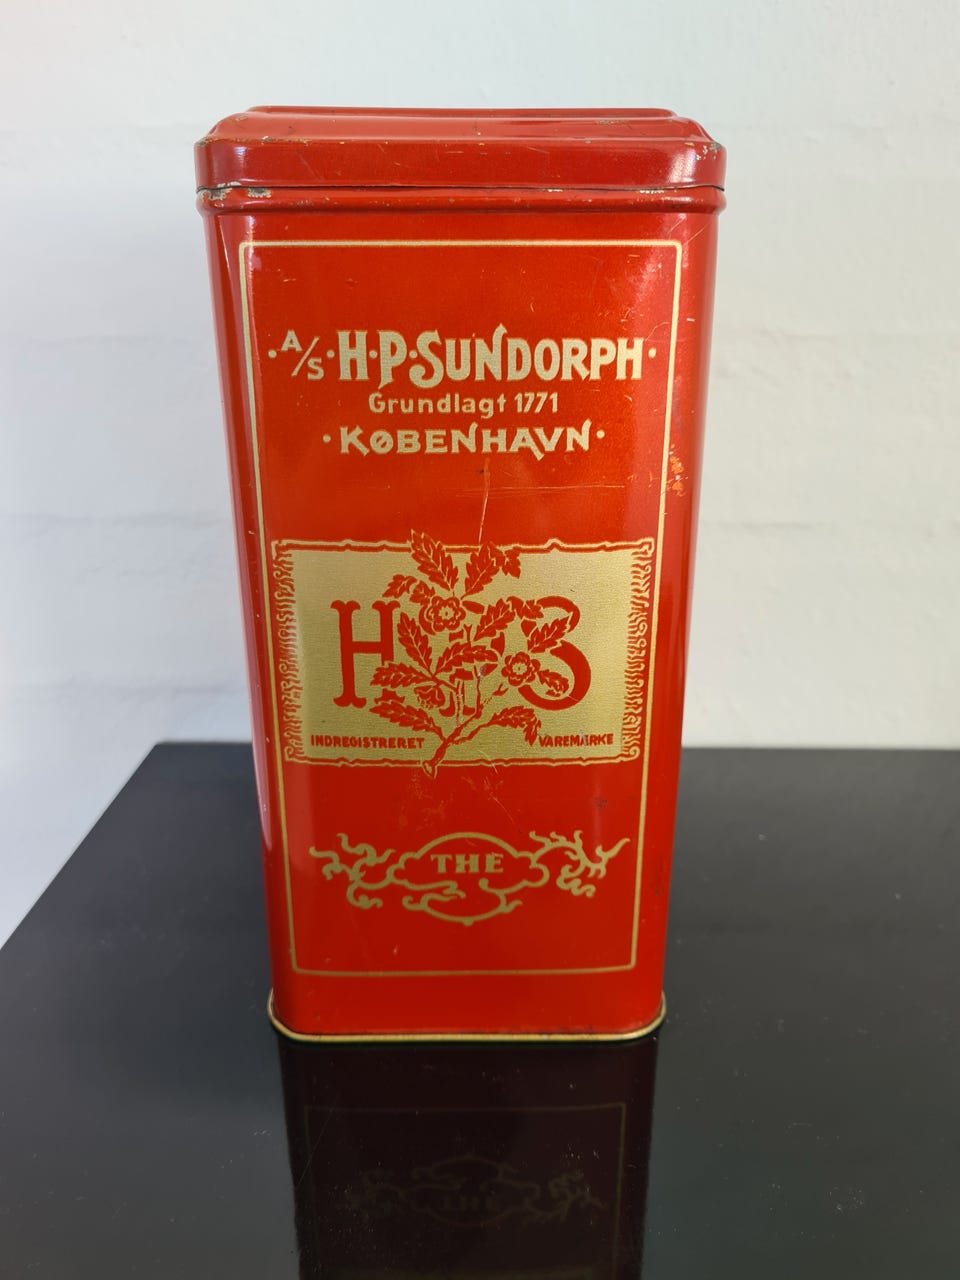 · A/S · H·P·SUNDORPH ·
Grundlagt 1771
· KØBENHAVN ·
H P S
INDREGISTRERET VAREMÆRKE
THE